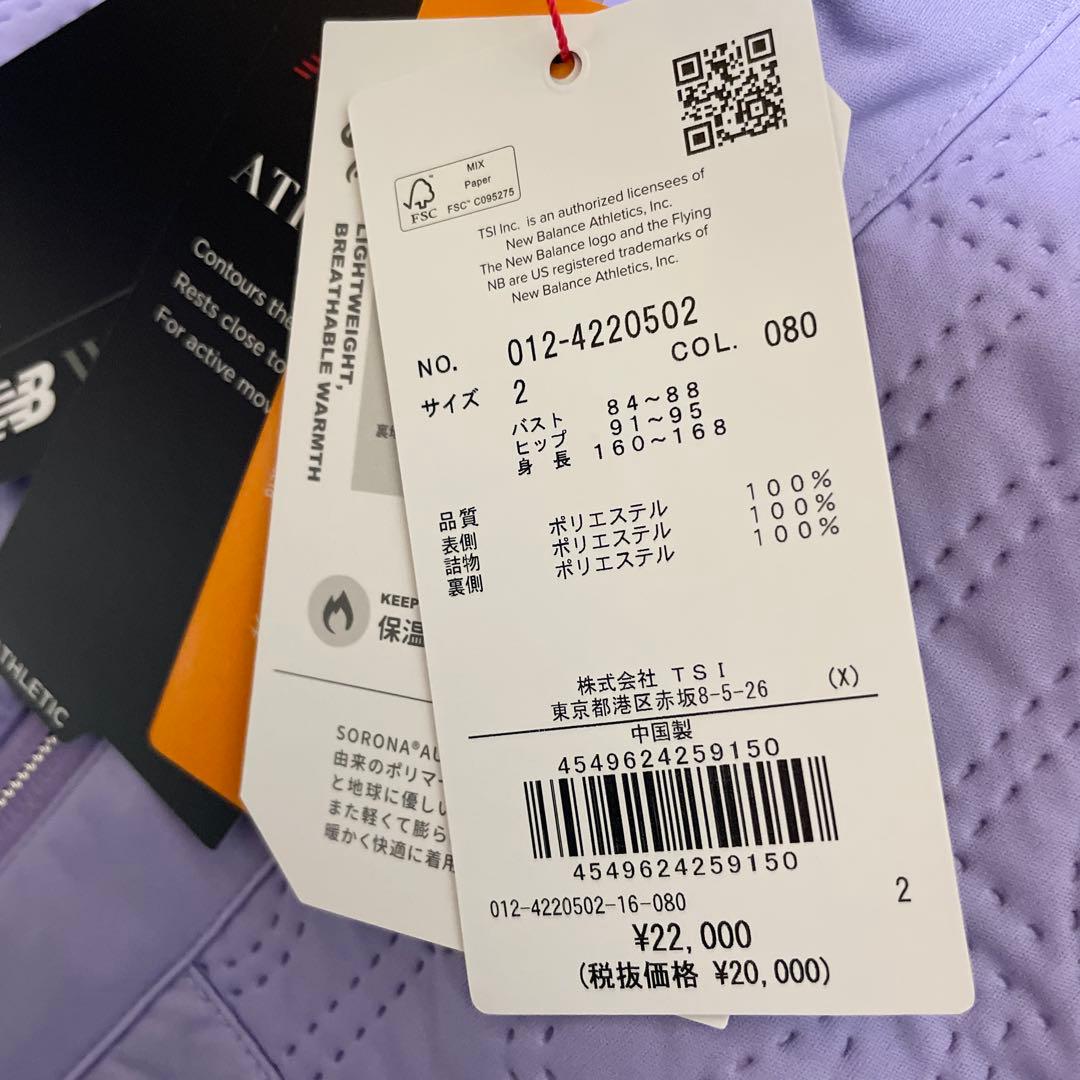 MIX
Paper
FSC™ C095275
FSC
TSI Inc. is an authorized licensees of
New Balance Athletics, Inc.
The New Balance logo and the Flying
NB are US registered trademarks of
New Balance Athletics, Inc.
NO. 012-4220502
COL. 080
サイズ 2
バスト 84~88
ヒップ 91~95
身長 160~168
品質
表側 ポリエステル 100%
詰物 ポリエステル 100%
裏側 ポリエステル 100%
株式会社 TSI
東京都港区赤坂8-5-26 (X)
中国製
4549624259150
4549624259150
012-4220502-16-080 2
¥22,000
(税抜価格 ¥20,000)
LIGHTWEIGHT,
BREATHABLE WARMTH
KEEP
保温
SORONA®AU
由来のポリマー
と地球に優しい
また軽くて膨ら
暖かく快適に着用
Contours the
Rests close to
For active mov
NB
ATHLETIC